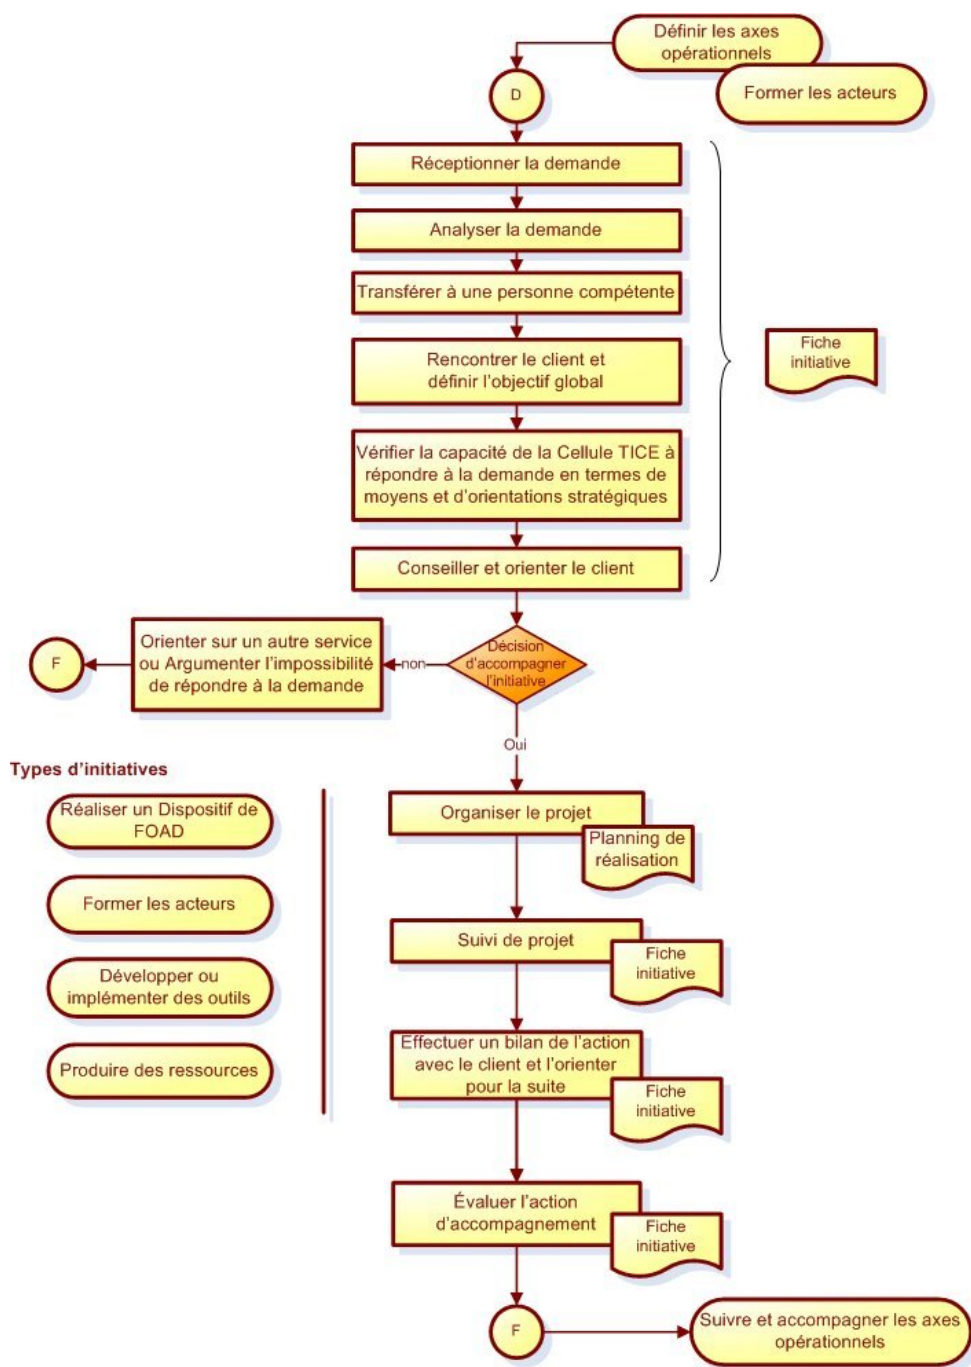 Définir les axes
opérationnels
Former les acteurs
D
Réceptionner la demande
Analyser la demande
Transférer à une personne compétente
Rencontrer le client et
définir l'objectif global
Fiche
initiative
Vérifier la capacité de la Cellule TICE à
répondre à la demande en termes de
moyens et d'orientations stratégiques
Conseiller et orienter le client
Décision
d'accompagner
l'initiative
non
Orienter sur un autre service
ou Argumenter l'impossibilité
de répondre à la demande
F
Oui
Types d'initiatives
Réaliser un Dispositif de
FOAD
Former les acteurs
Développer ou
implémenter des outils
Produire des ressources
Organiser le projet
Planning de
réalisation
Suivi de projet
Fiche
initiative
Effectuer un bilan de l'action
avec le client et l'orienter
pour la suite
Fiche
initiative
Évaluer l'action
d'accompagnement
Fiche
initiative
F
Suivre et accompagner les axes
opérationnels